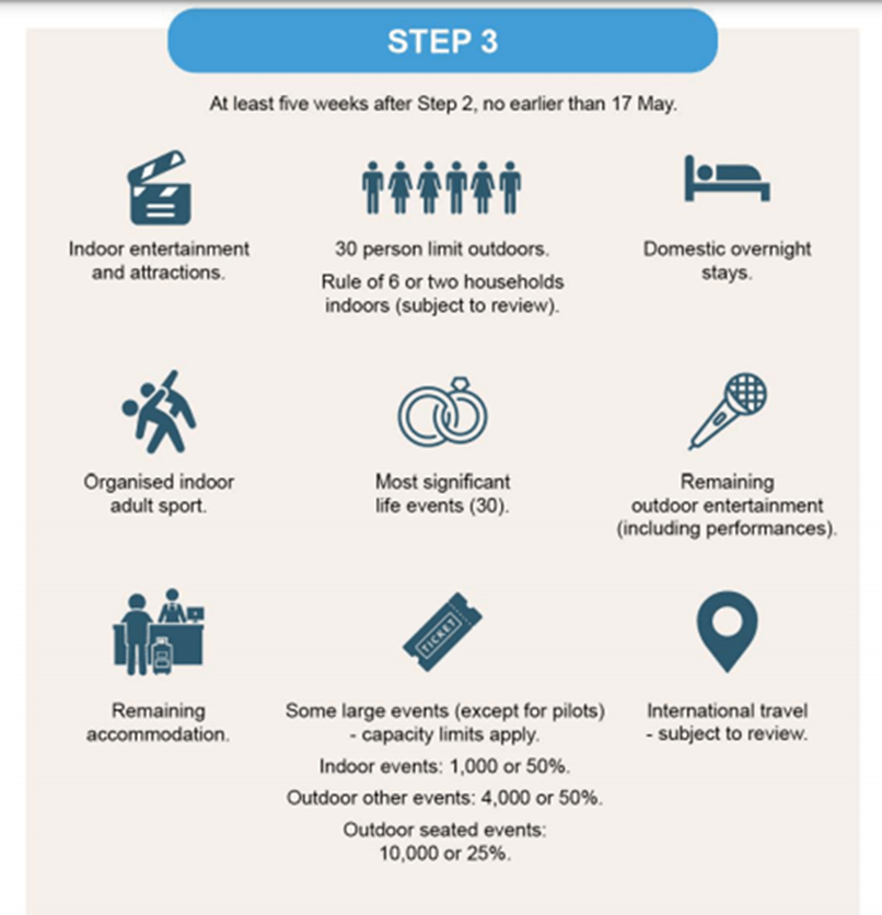 STEP 3
At least five weeks after Step 2, no earlier than 17 May.
Indoor entertainment
and attractions.
30 person limit outdoors.
Rule of 6 or two households
indoors (subject to review).
Domestic overnight
stays.
Organised indoor
adult sport.
Most significant
life events (30).
Remaining
outdoor entertainment
(including performances).
Remaining
accommodation.
TICKET
Some large events (except for pilots)
- capacity limits apply.
Indoor events: 1,000 or 50%.
Outdoor other events: 4,000 or 50%.
Outdoor seated events:
10,000 or 25%.
International travel
- subject to review.